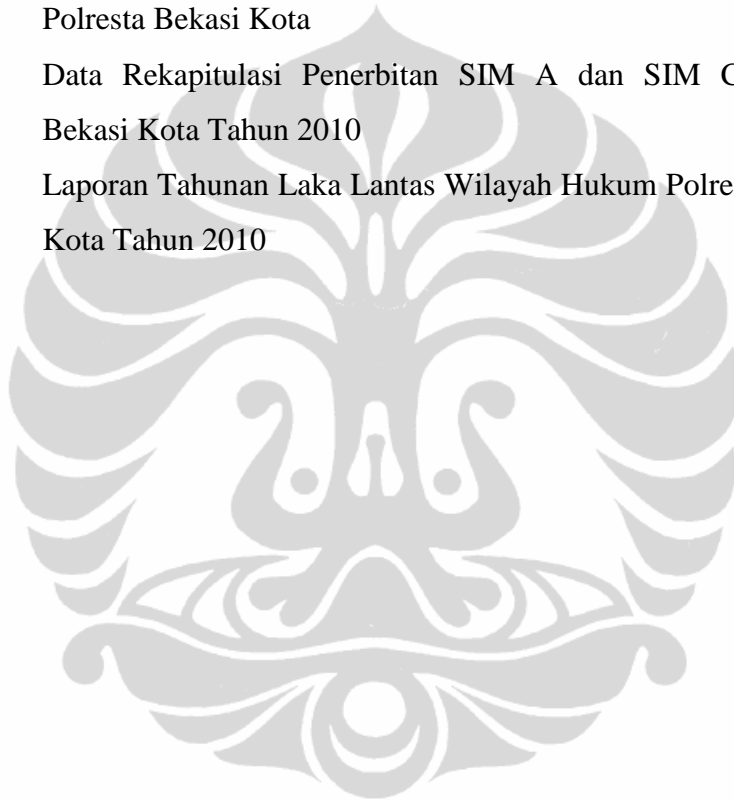 Polresta Bekasi Kota
Data Rekapitulasi Penerbitan SIM A dan SIM C
Bekasi Kota Tahun 2010
Laporan Tahunan Laka Lantas Wilayah Hukum Polre
Kota Tahun 2010